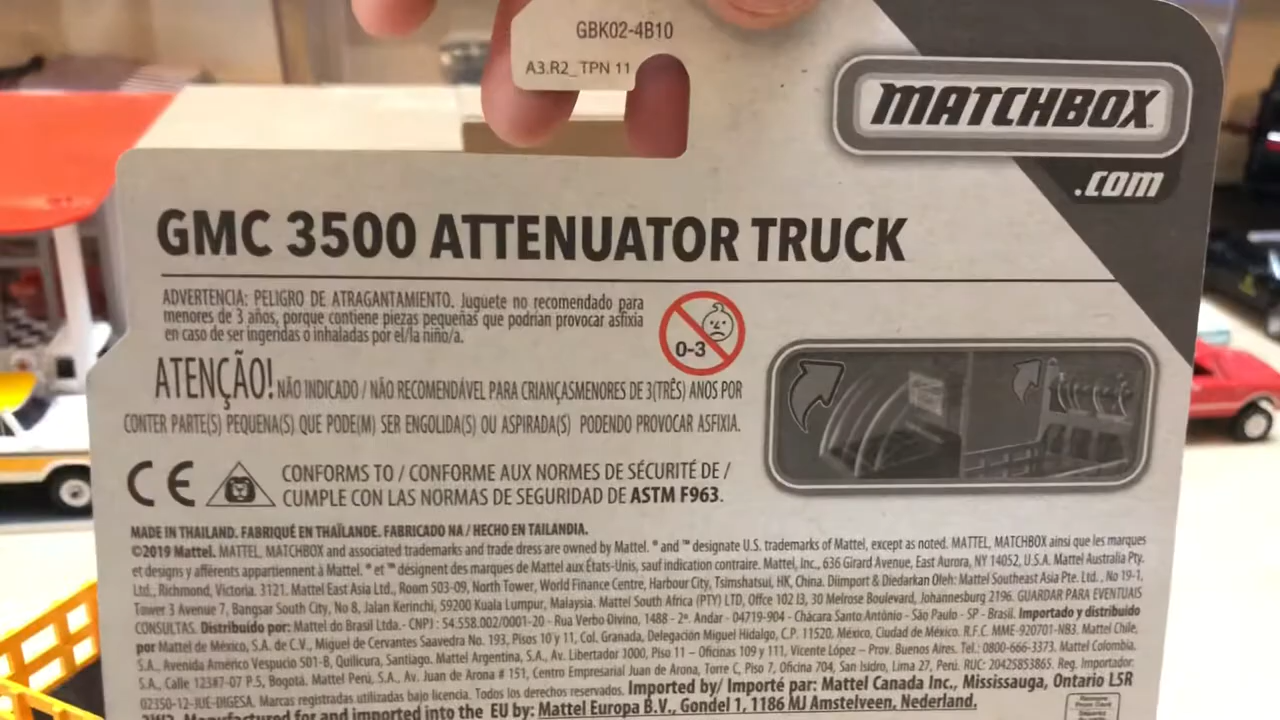 GBK02-4B10
A3.R2_TPN 11
MATCHBOX
.com
GMC 3500 ATTENUATOR TRUCK
ADVERTENCIA: PELIGRO DE ATRAGANTAMIENTO. Juguete no recomendado para
menores de 3 años, porque contiene piezas pequeñas que podrían provocar asfixia
en caso de ser ingeridas o inhaladas por el/la niño/a.
0-3
ATENÇÃO! NÃO INDICADO / NÃO RECOMENDÁVEL PARA CRIANÇASMENORES DE 3(TRÊS) ANOS POR
CONTER PARTE(S) PEQUENA(S) QUE PODE(M) SER ENGOLIDA(S) OU ASPIRADA(S) PODENDO PROVOCAR ASFIXIA.
CE
CONFORMS TO / CONFORME AUX NORMES DE SÉCURITÉ DE /
CUMPLE CON LAS NORMAS DE SEGURIDAD DE ASTM F963.
MADE IN THAILAND. FABRIQUÉ EN THAÏLANDE. FABRICADO NA / HECHO EN TAILANDIA.
©2019 Mattel. MATTEL, MATCHBOX and associated trademarks and trade dress are owned by Mattel. ® and ™ designate U.S. trademarks of Mattel, except as noted. MATTEL, MATCHBOX ainsi que les marques
et designs y afférents appartiennent à Mattel. ® et ™ désignent des marques de Mattel aux États-Unis, sauf indication contraire. Mattel, Inc., 636 Girard Avenue, East Aurora, NY 14052, U.S.A. Mattel Australia Pty.
Ltd., Richmond, Victoria. 3121. Mattel East Asia Ltd., Room 503-09, North Tower, World Finance Centre, Harbour City, Tsimshatsui, HK, China. Diimport & Diedarkan Oleh: Mattel Southeast Asia Pte. Ltd., No 19-1,
Tower 3 Avenue 7, Bangsar South City, No 8, Jalan Kerinchi, 59200 Kuala Lumpur, Malaysia. Mattel South Africa (PTY) LTD, Office 102 I3, 30 Melrose Boulevard, Johannesburg 2196. GUARDAR PARA EVENTUAIS
CONSULTAS. Distribuído por: Mattel do Brasil Ltda.- CNPJ : 54.558.002/0001-20 - Rua Verbo Divino, 1488 - 2º. Andar - 04719-904 - Chácara Santo Antônio - São Paulo - SP - Brasil. Importado y distribuido
por Mattel de México, S.A. de C.V., Miguel de Cervantes Saavedra No. 193, Pisos 10 y 11, Col. Granada, Delegación Miguel Hidalgo, C.P. 11520, México, Ciudad de México. R.F.C. MME-920701-NB3. Mattel Chile,
S.A., Avenida Américo Vespucio 501-B, Quilicura, Santiago. Mattel Argentina, S.A., Av. Libertador 1000, Piso 11 – Oficinas 109 y 111, Vicente López – Prov. Buenos Aires. Tel.: 0800-666-3373. Mattel Colombia,
S.A., Calle 123#7-07 P.5, Bogotá. Mattel Perú, S.A., Av. Juan de Arona # 151, Centro Empresarial Juan de Arona, Torre C, Piso 7, Oficina 704, San Isidro, Lima 27, Perú. RUC: 20425853865. Reg. Importador:
02350-12-JUE-DIGESA. Marcas registradas utilizadas bajo licencia. Todos los derechos reservados. Imported by/ Importé par: Mattel Canada Inc., Mississauga, Ontario L5R
3W2. Manufactured for and imported into the EU by: Mattel Europa B.V., Gondel 1, 1186 MJ Amstelveen, Nederland.